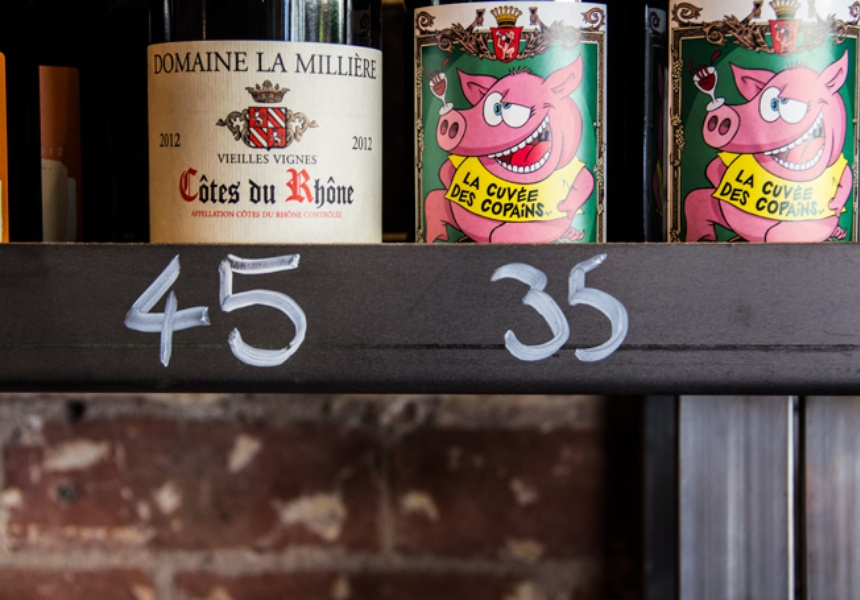 DOMAINE LA MILLIÈRE
2012 2012
VIEILLES VIGNES
Côtes du Rhône
APPELLATION CÔTES DU RHÔNE CONTRÔLÉE
LA CUVÉE
DES COPAINS
LA CUVÉE
DES COPAINS
45 35